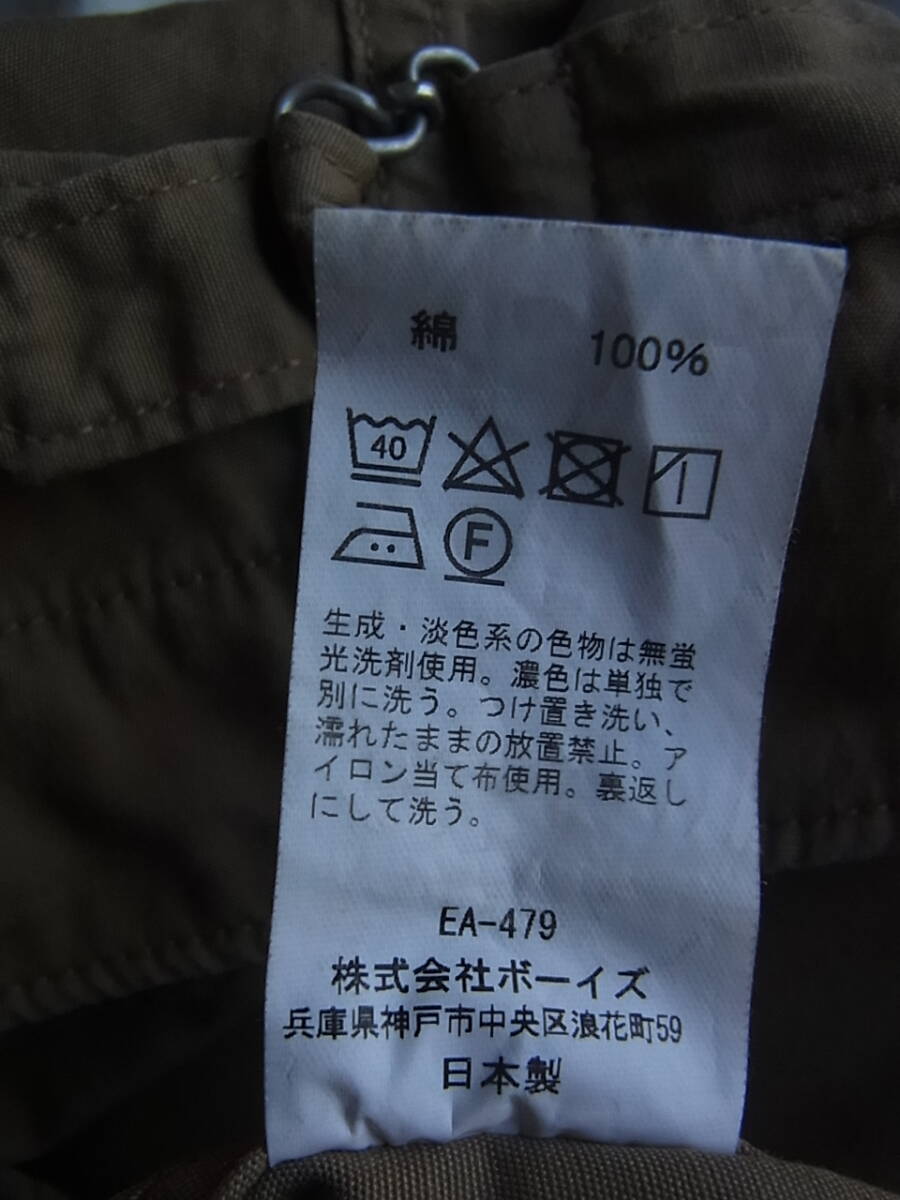 綿 100%
40
F
生成・淡色系の色物は無蛍
光洗剤使用。濃色は単独で
別に洗う。つけ置き洗い、
濡れたままの放置禁止。ア
イロン当て布使用。裏返し
にして洗う。
EA-479
株式会社ボーイズ
兵庫県神戸市中央区浪花町59
日本製